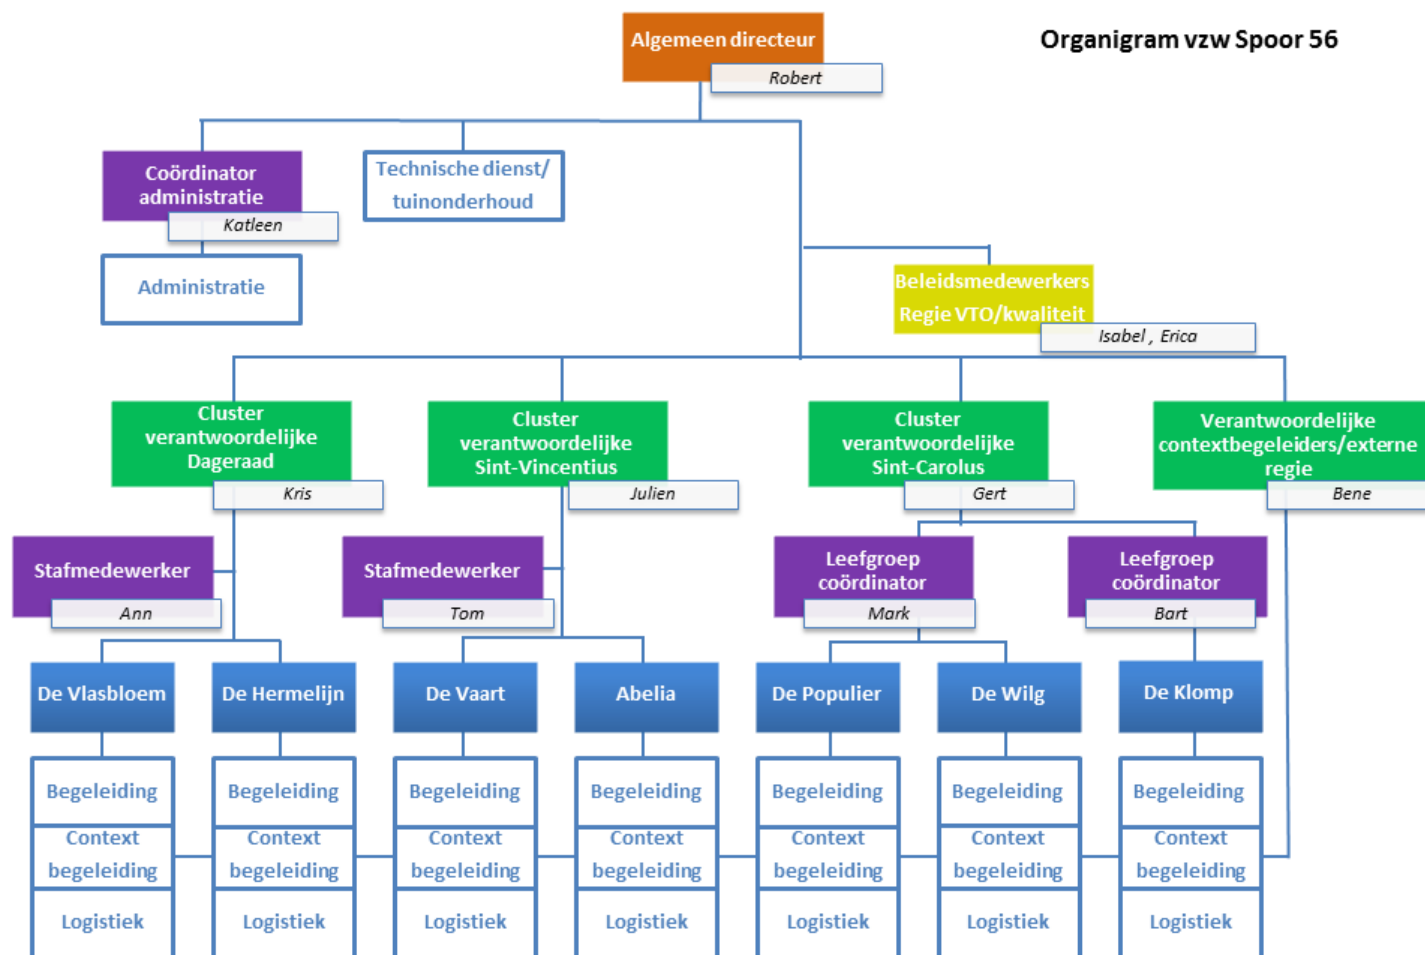 Organigram vzw Spoor 56
Algemeen directeur
Robert
Coördinator
administratie
Katleen
Technische dienst/
tuinonderhoud
Administratie
Beleidsmedewerkers
Regie VTO/kwaliteit
Isabel , Erica
Cluster
verantwoordelijke
Dageraad
Kris
Cluster
verantwoordelijke
Sint-Vincentius
Julien
Cluster
verantwoordelijke
Sint-Carolus
Gert
Verantwoordelijke
contextbegeleiders/externe
regie
Bene
Stafmedewerker
Ann
Stafmedewerker
Tom
Leefgroep
coördinator
Mark
Leefgroep
coördinator
Bart
De Vlasbloem
De Hermelijn
De Vaart
Abelia
De Populier
De Wilg
De Klomp
Begeleiding
Begeleiding
Begeleiding
Begeleiding
Begeleiding
Begeleiding
Begeleiding
Context
begeleiding
Context
begeleiding
Context
begeleiding
Context
begeleiding
Context
begeleiding
Context
begeleiding
Context
begeleiding
Logistiek
Logistiek
Logistiek
Logistiek
Logistiek
Logistiek
Logistiek